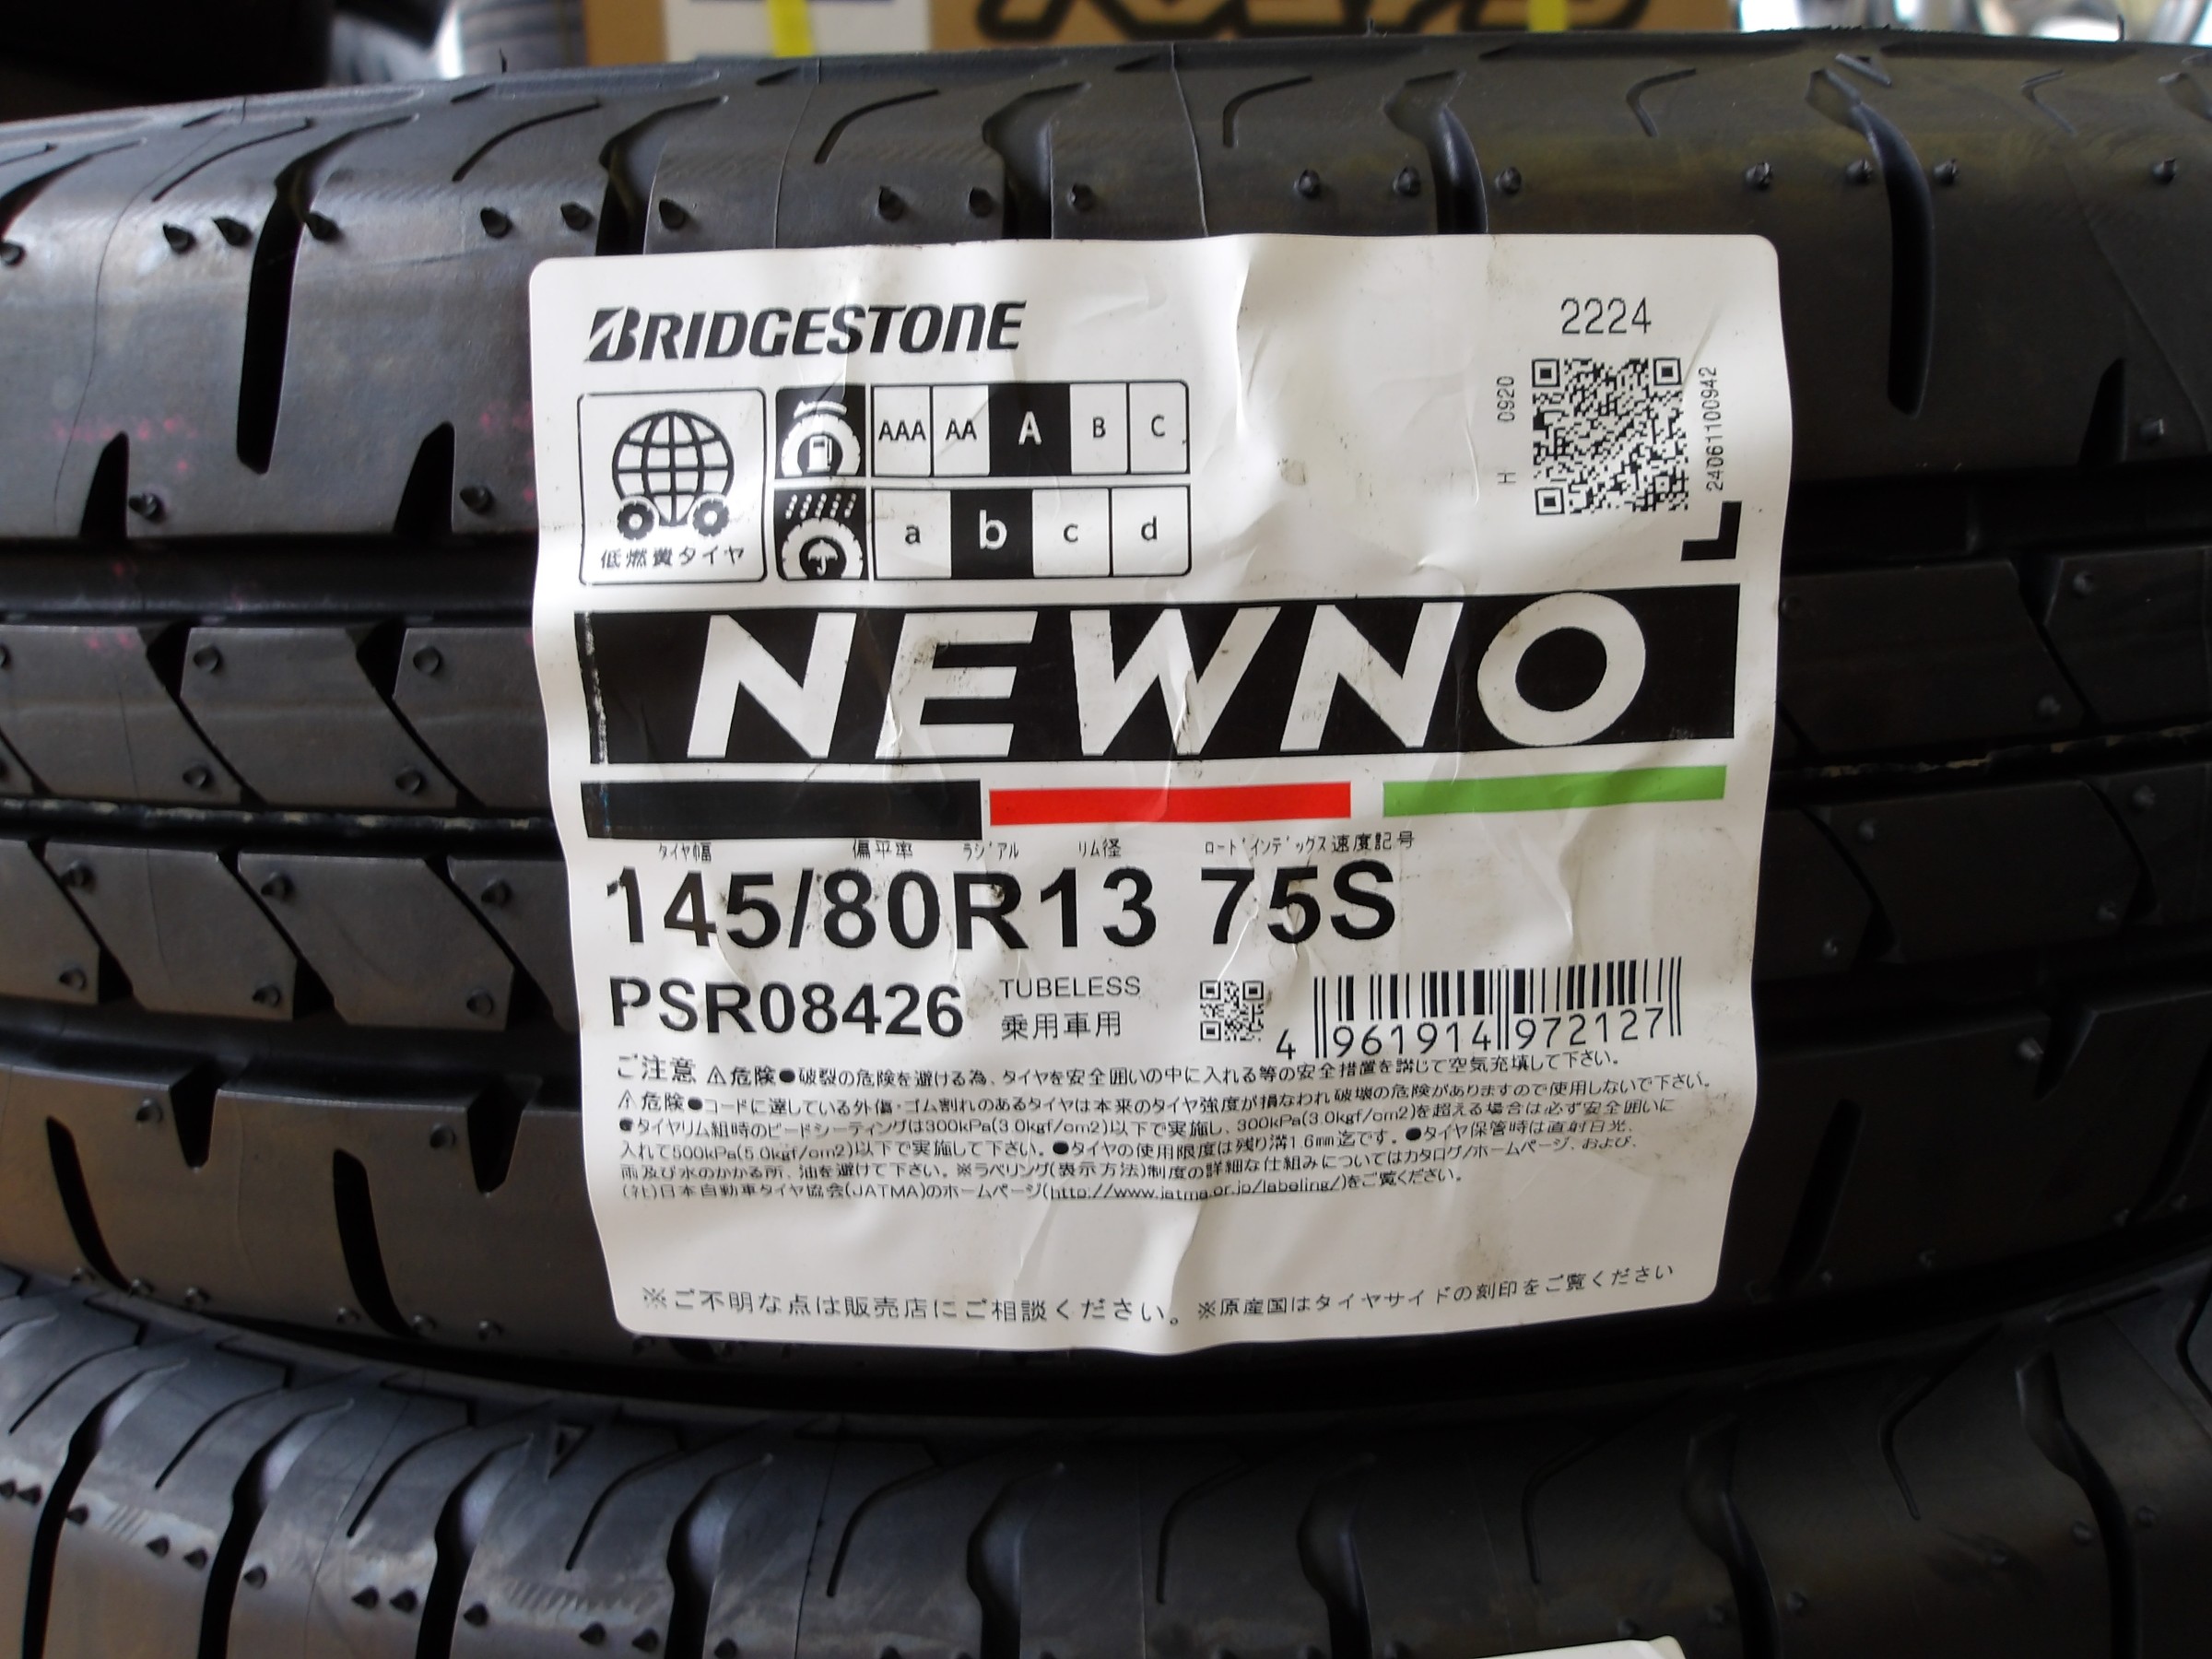 BRIDGESTONE
2224
H 0920
240611100942
AAA AA A B C
a b c d
低燃費タイヤ
L
NEWNO
タイヤ幅 偏平率 ラジアル リム径 ロードインデックス 速度記号
145/80R13 75S
PSR08426 TUBELESS
乗用車用
4 961914 972127
ご注意 ⚠危険●破裂の危険を避ける為、タイヤを安全囲いの中に入れる等の安全措置を講じて空気充填して下さい。
⚠危険●コードに達している外傷・ゴム割れのあるタイヤは本来のタイヤ強度が損なわれ破壊の危険がありますので使用しないで下さい。
●タイヤリム組時のビードシーティングは300kPa(3.0kgf/cm2)以下で実施し、300kPa(3.0kgf/cm2)を超える場合は必ず安全囲いに
入れて500kPa(5.0kgf/cm2)以下で実施して下さい。●タイヤの使用限度は残り溝1.6mm迄です。●タイヤ保管時は直射日光、
雨及び水のかかる所、油を避けて下さい。※ラベリング(表示方法)制度の詳細な仕組みについてはカタログ/ホームページ、および、
(社)日本自動車タイヤ協会(JATMA)のホームページ(http://www.jatma.or.jp/labeling/)をご覧ください。
※ご不明な点は販売店にご相談ください。※原産国はタイヤサイドの刻印をご覧ください